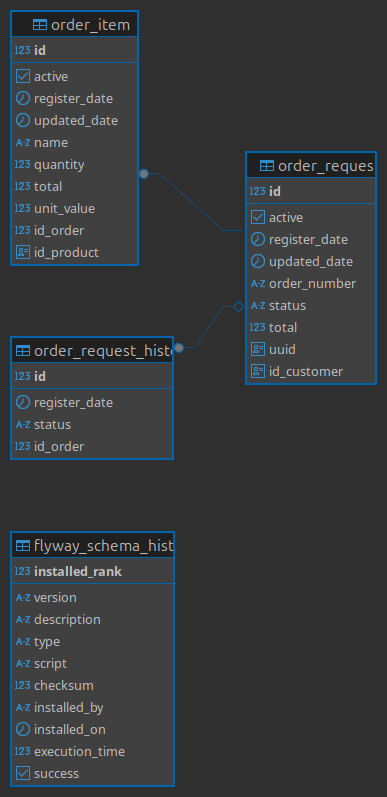 order_item
123 id
active
register_date
updated_date
A-Z name
123 quantity
123 total
123 unit_value
123 id_order
id_product
order_reques
123 id
active
register_date
updated_date
A-Z order_number
A-Z status
123 total
uuid
id_customer
order_request_histo
123 id
register_date
A-Z status
123 id_order
flyway_schema_hist
123 installed_rank
A-Z version
A-Z description
A-Z type
A-Z script
123 checksum
A-Z installed_by
installed_on
123 execution_time
success